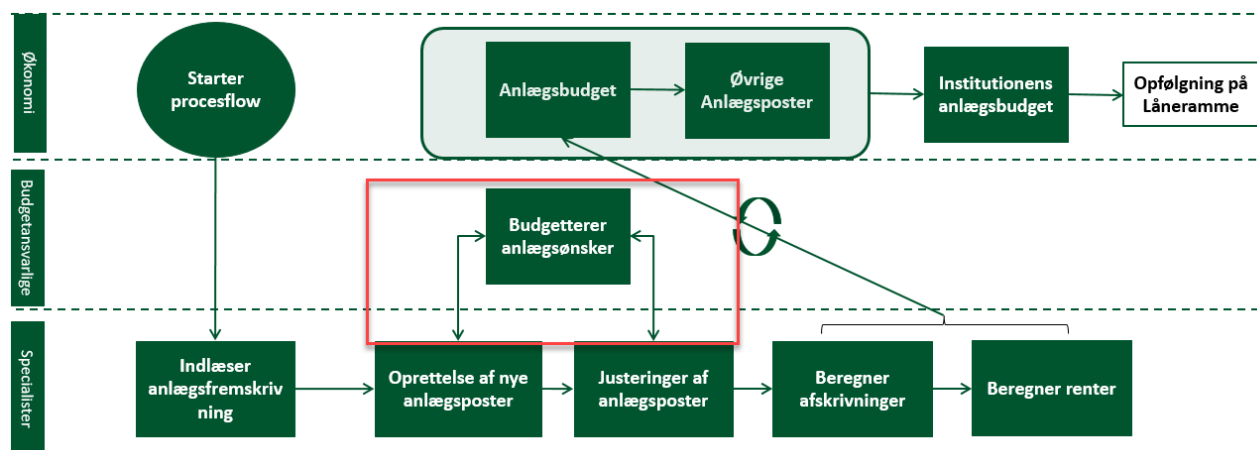 Økonomi
Starter
procesflow
Anlægsbudget
Øvrige
Anlægsposter
Institutionens
anlægsbudget
Opfølgning på
Låneramme
Budgetansvarlige
Budgetterer
anlægsønsker
Specialister
Indlæser
anlægsfremskriv
ning
Oprettelse af nye
anlægsposter
Justeringer af
anlægsposter
Beregner
afskrivninger
Beregner renter